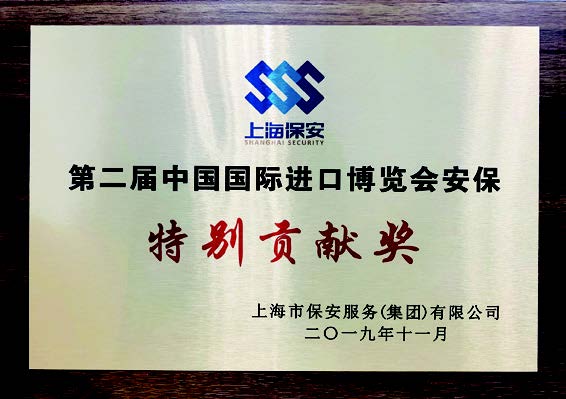 上海保安
SHANGHAI SECURITY
第二届中国国际进口博览会安保
特别贡献奖
上海市保安服务(集团)有限公司
二〇一九年十一月